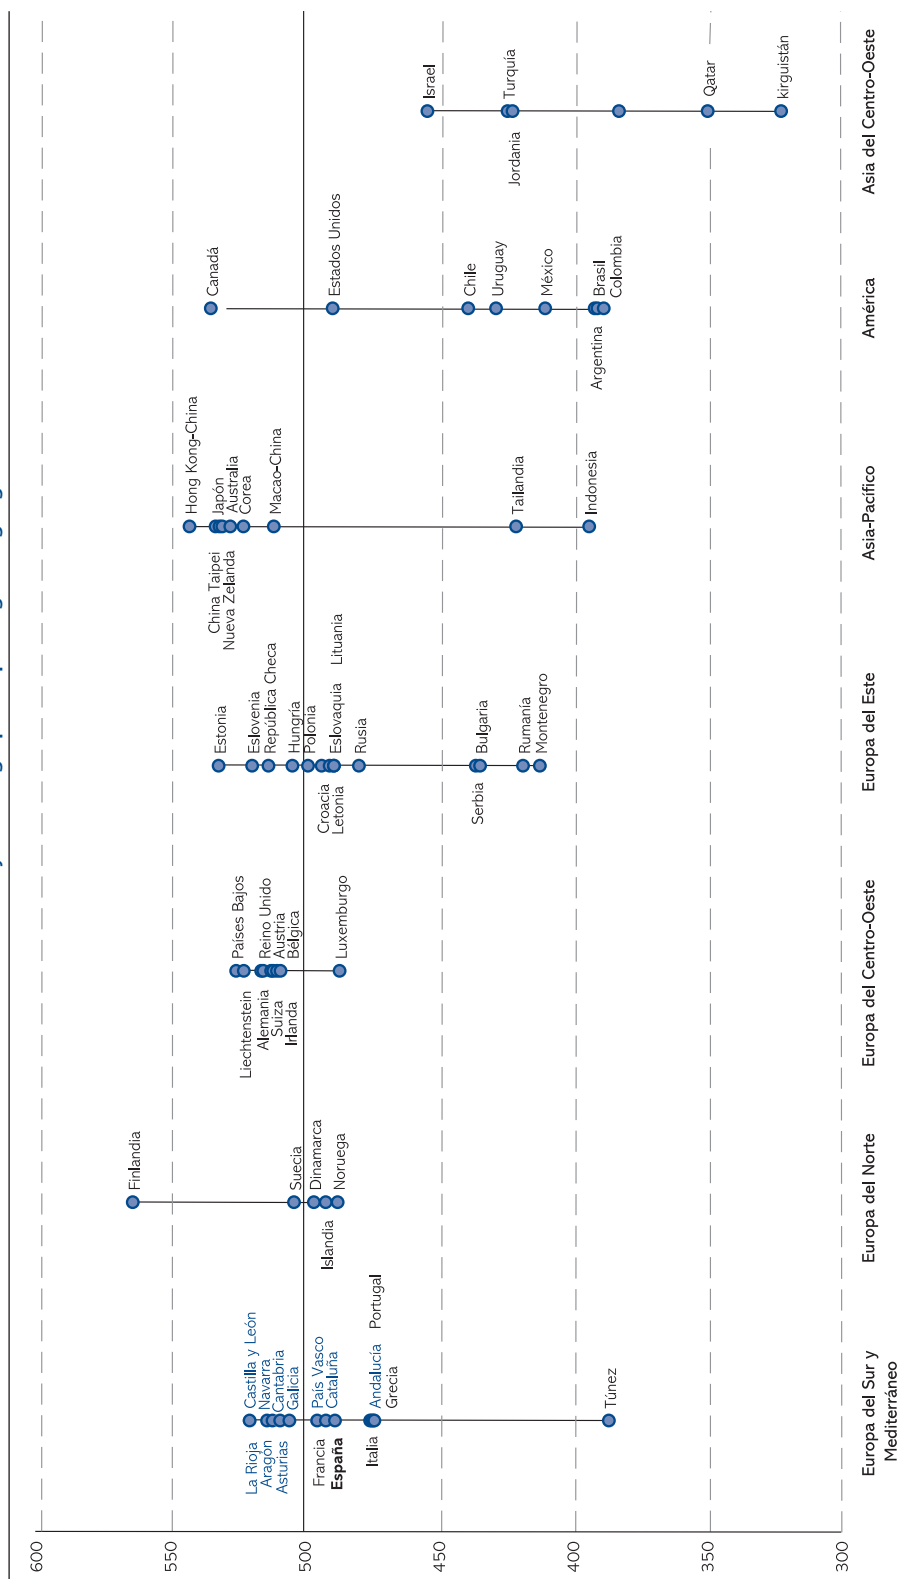 600
550
500
450
400
350
300
La Rioja
Castilla y León
Aragón
Navarra
Asturias
Cantabria
Galicia
Francia
País Vasco
España
Cataluña
Italia
Andalucía
Portugal
Grecia
Túnez
Europa del Sur y
Mediterráneo
Finlandia
Suecia
Dinamarca
Islandia
Noruega
Europa del Norte
Países Bajos
Liechtenstein
Reino Unido
Alemania
Austria
Suiza
Bélgica
Irlanda
Luxemburgo
Europa del Centro-Oeste
Estonia
Eslovenia
República Checa
Hungría
Polonia
Croacia
Eslovaquia
Lituania
Letonia
Rusia
Bulgaria
Serbia
Rumanía
Montenegro
Europa del Este
Hong Kong-China
China Taipei
Japón
Nueva Zelanda
Australia
Corea
Macao-China
Tailandia
Indonesia
Asia-Pacífico
Canadá
Estados Unidos
Chile
Uruguay
México
Argentina
Brasil
Colombia
América
Israel
Turquía
Jordania
Qatar
kirguistán
Asia del Centro-Oeste